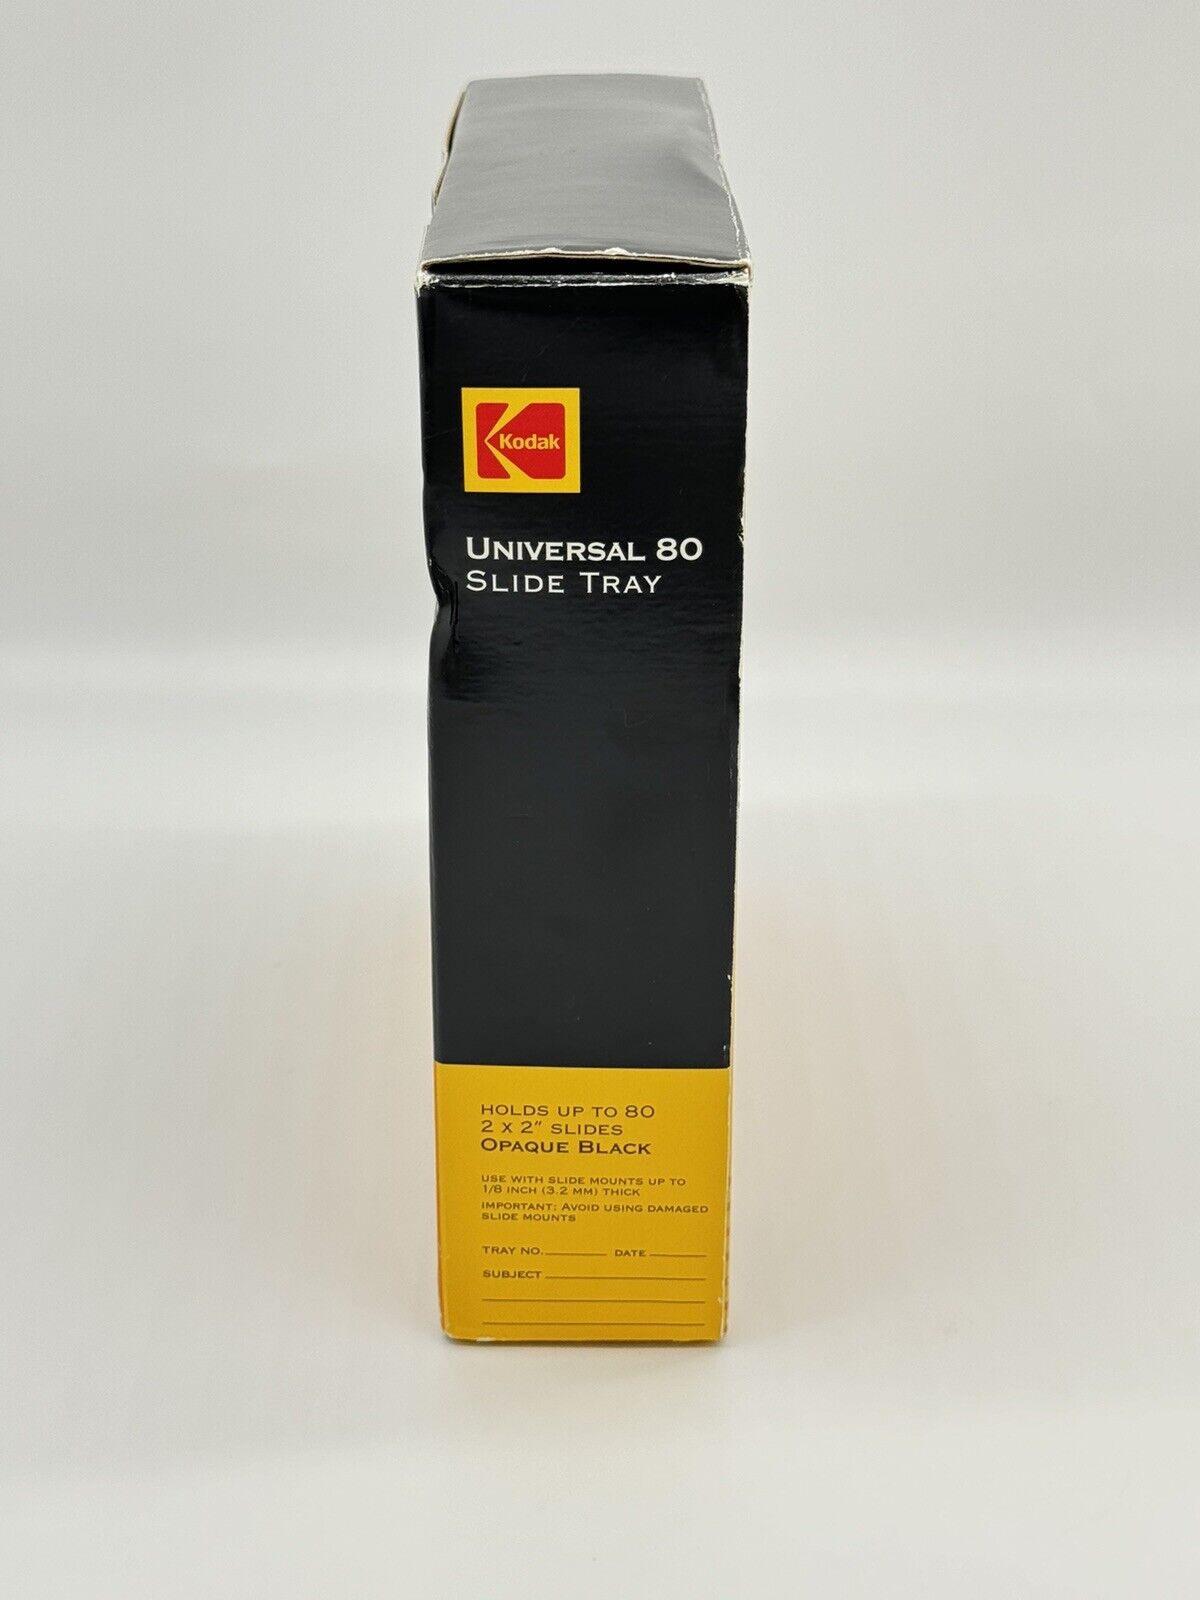 Kodak
UNIVERSAL 80
SLIDE TRAY
HOLDS UP TO 80
2 X 2" SLIDES
OPAQUE BLACK
USE WITH SLIDE MOUNTS UP TO
1/8 INCH (3.2 MM) THICK
IMPORTANT: AVOID USING DAMAGED
SLIDE MOUNTS
TRAY NO. DATE
SUBJECT